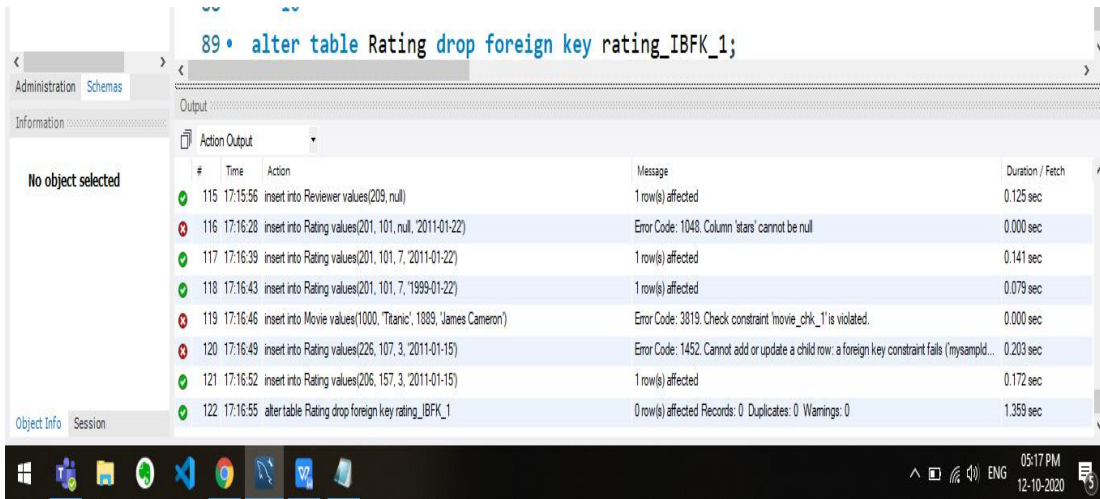 89 alter table Rating drop foreign key rating_IBFK_1;
Administration Schemas
Information
No object selected
Object Info Session
Output
Action Output
# Time Action Message Duration / Fetch
115 17:15:56 insert into Reviewer values(209, null) 1 row(s) affected 0.125 sec
116 17:16:28 insert into Rating values(201, 101, null, '2011-01-22') Error Code: 1048. Column 'stars' cannot be null 0.000 sec
117 17:16:39 insert into Rating values(201, 101, 7, '2011-01-22') 1 row(s) affected 0.141 sec
118 17:16:43 insert into Rating values(201, 101, 7, '1999-01-22') 1 row(s) affected 0.079 sec
119 17:16:46 insert into Movie values(1000, 'Titanic', 1889, 'James Cameron') Error Code: 3819. Check constraint 'movie_chk_1' is violated. 0.000 sec
120 17:16:49 insert into Rating values(226, 107, 3, '2011-01-15') Error Code: 1452. Cannot add or update a child row: a foreign key constraint fails ('mysampld... 0.203 sec
121 17:16:52 insert into Rating values(206, 157, 3, '2011-01-15') 1 row(s) affected 0.172 sec
122 17:16:55 alter table Rating drop foreign key rating_IBFK_1 0 row(s) affected Records: 0 Duplicates: 0 Warnings: 0 1.359 sec
ENG
05:17 PM
12-10-2020
5